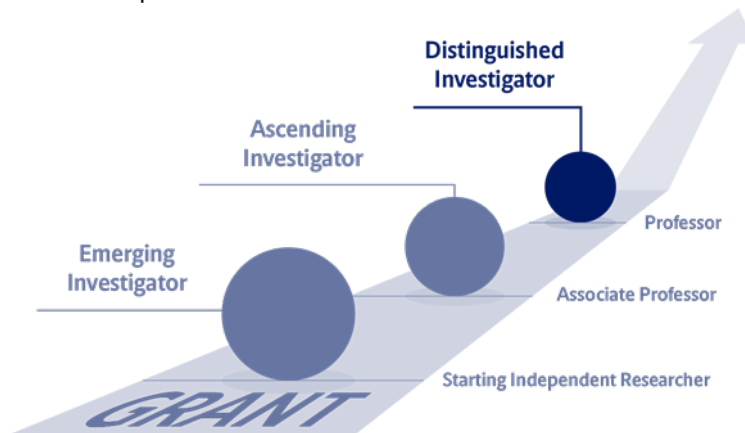 Distinguished
Investigator
Ascending
Investigator
Professor
Emerging
Investigator
Associate Professor
Starting Independent Researcher
GRANT